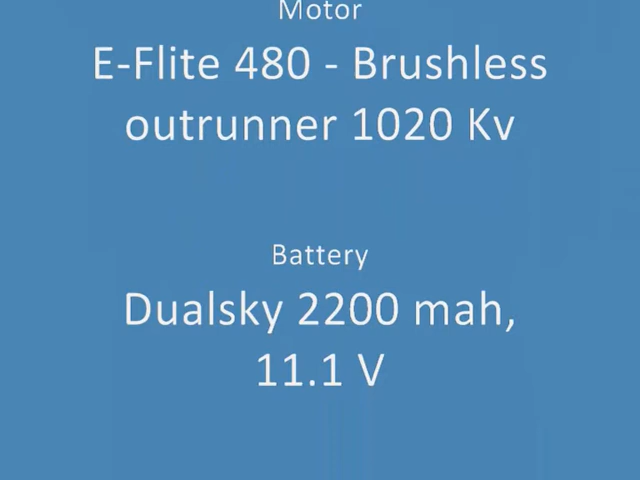 Motor
E-Flite 480 - Brushless
outrunner 1020 Kv
Battery
Dualsky 2200 mah,
11.1 V